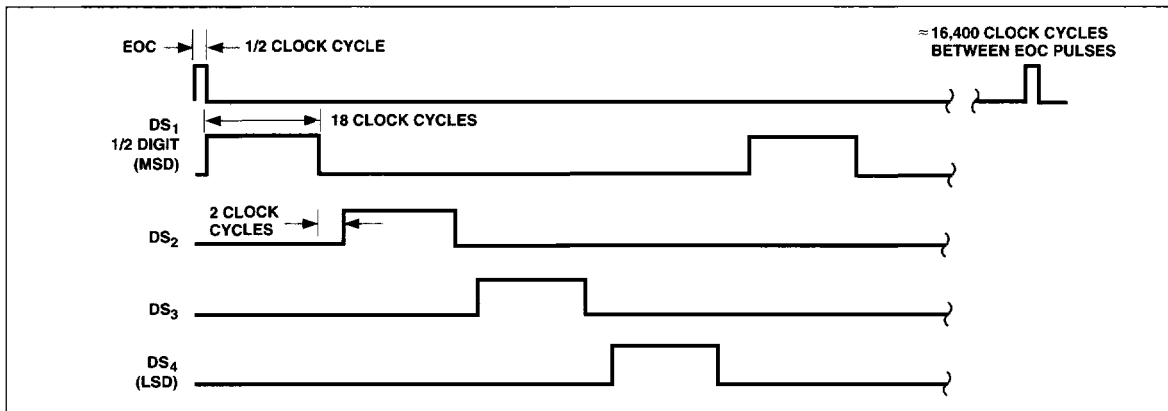 EOC
1/2 CLOCK CYCLE
≈ 16,400 CLOCK CYCLES
BETWEEN EOC PULSES
DS1
1/2 DIGIT
(MSD)
18 CLOCK CYCLES
2 CLOCK
CYCLES
DS2
DS3
DS4
(LSD)